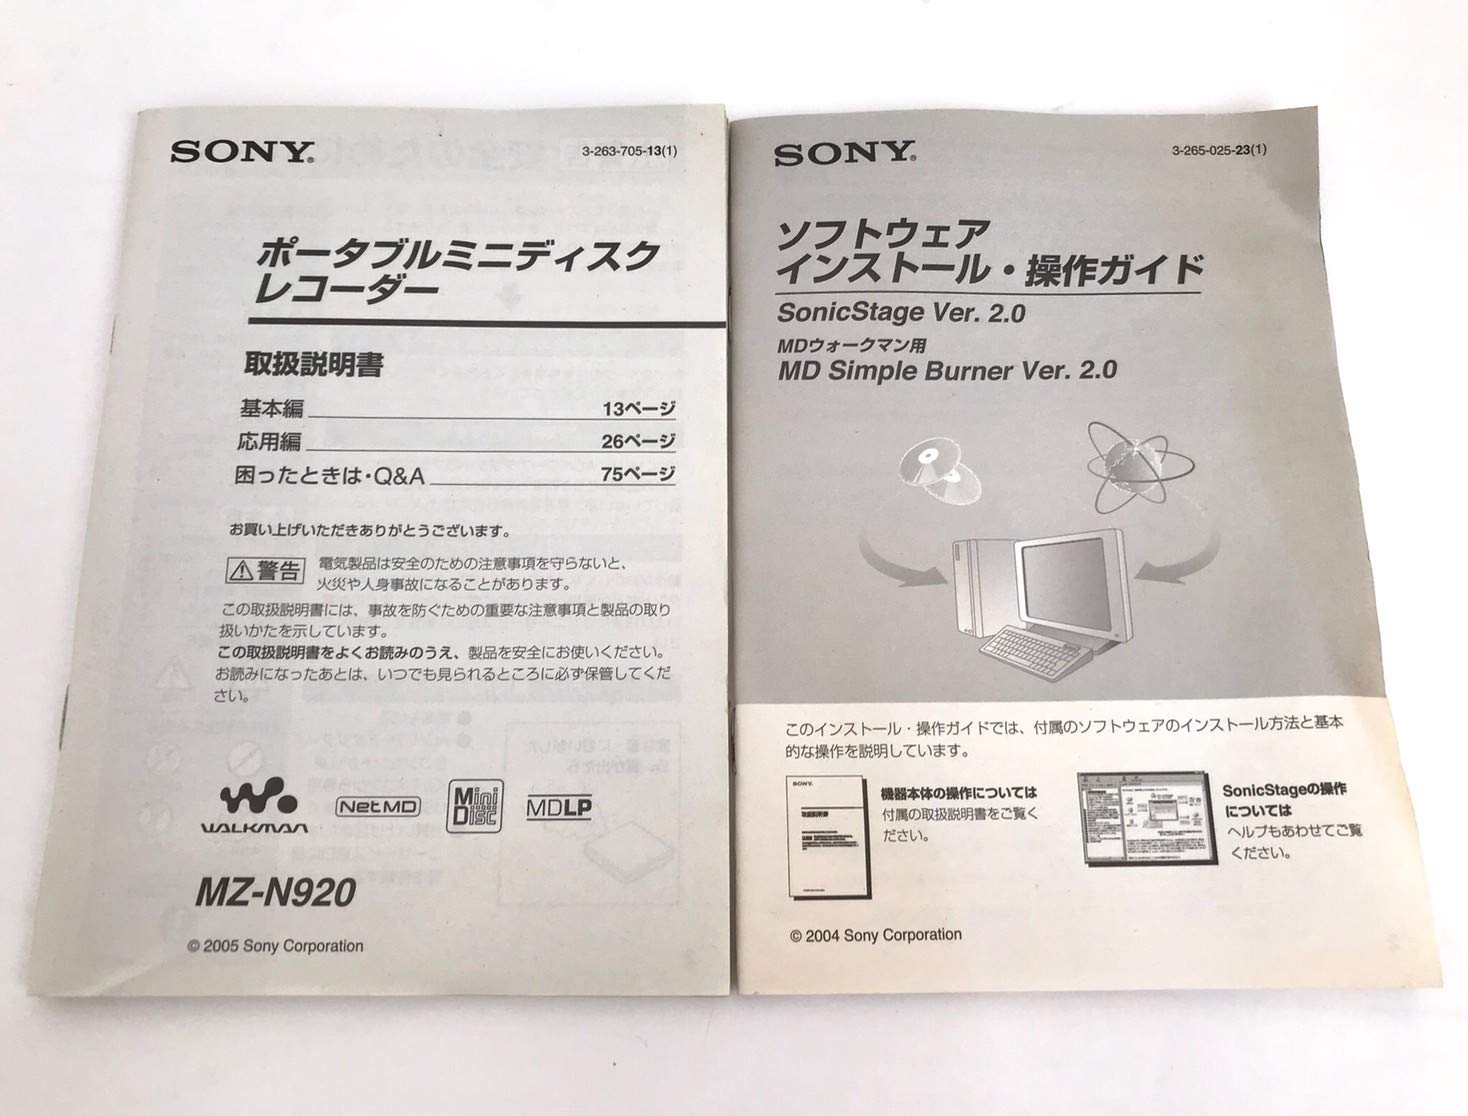 SONY®
3-263-705-13(1)
ポータブルミニディスク
レコーダー
取扱説明書
基本編 13ページ
応用編 26ページ
困ったときは・Q&A 75ページ
お買い上げいただきありがとうございます。
警告
電気製品は安全のための注意事項を守らないと、
火災や人身事故になることがあります。
この取扱説明書には、事故を防ぐための重要な注意事項と製品の取り
扱いかたを示しています。
この取扱説明書をよくお読みのうえ、製品を安全にお使いください。
お読みになったあとは、いつでも見られるところに必ず保管してくだ
さい。
WALKMAN
NetMD
Mini
Disc
MDLP
MZ-N920
© 2005 Sony Corporation
SONY®
3-265-025-23(1)
ソフトウェア
インストール・操作ガイド
SonicStage Ver. 2.0
MDウォークマン用
MD Simple Burner Ver. 2.0
このインストール・操作ガイドでは、付属のソフトウェアのインストール方法と基本
的な操作を説明しています。
SONY
取扱説明書
機器本体の操作については
付属の取扱説明書をご覧く
ださい。
SonicStageの操作
については
ヘルプもあわせてご覧
ください。
© 2004 Sony Corporation